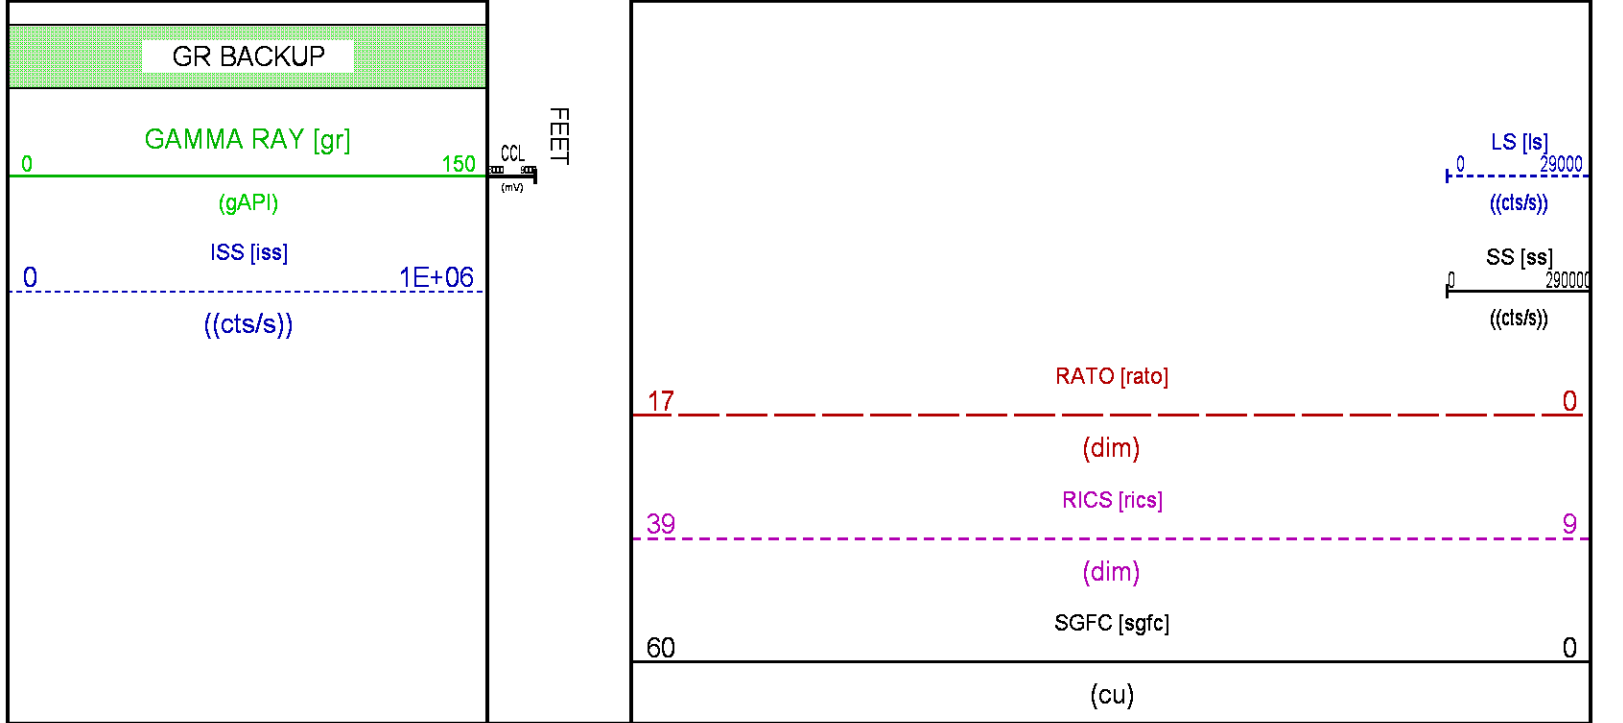 GR BACKUP
GAMMA RAY [gr]
0 150
(gAPI)
ISS [iss]
0 1E+06
((cts/s))
CCL
(mV)
FEET
LS [ls]
0 29000
((cts/s))
SS [ss]
0 290000
((cts/s))
RATO [rato]
17 0
(dim)
RICS [rics]
39 9
(dim)
SGFC [sgfc]
60 0
(cu)